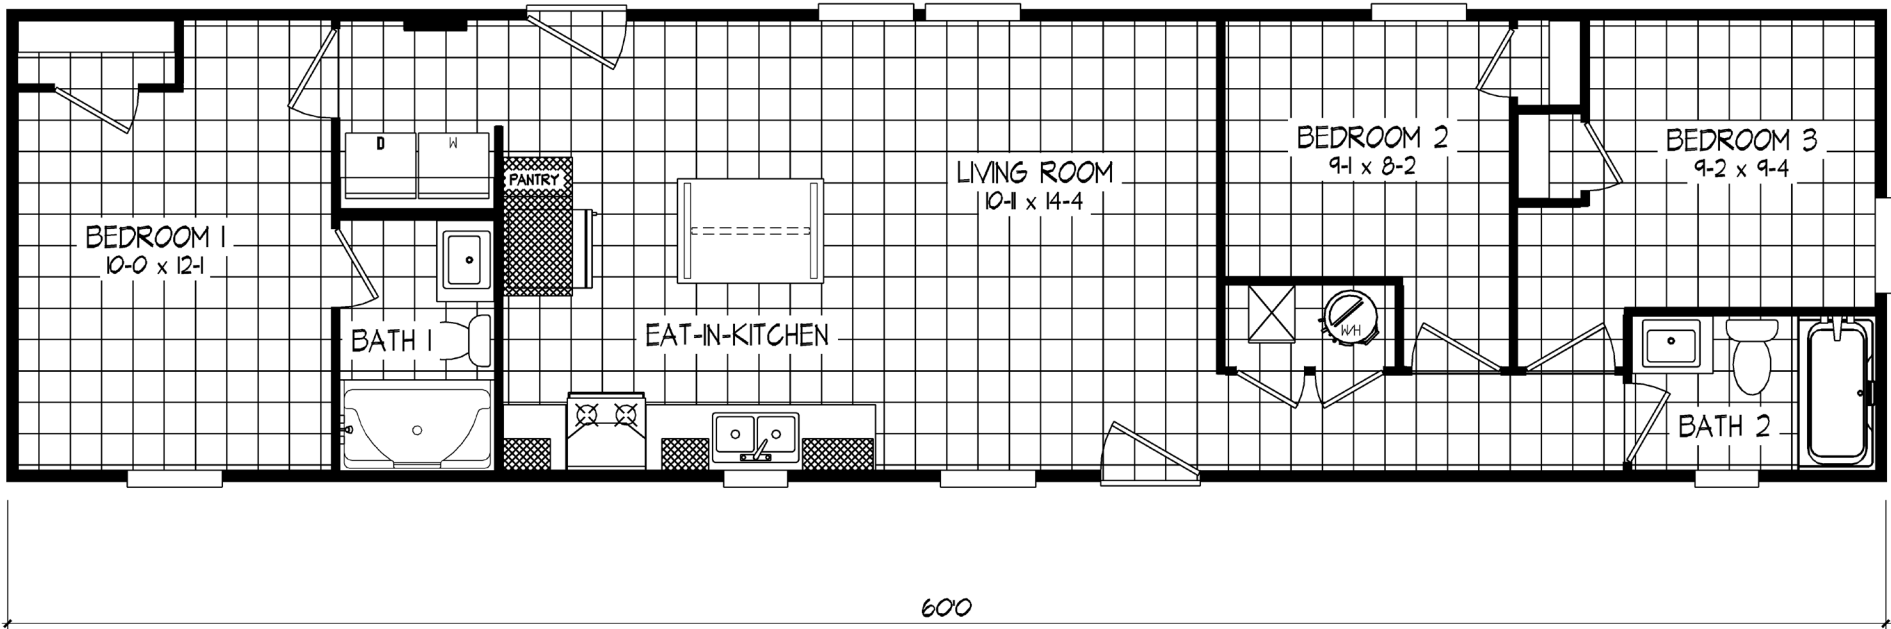 D
W
PANTRY
BEDROOM 1
10-0 x 12-1
BATH 1
EAT-IN-KITCHEN
LIVING ROOM
10-11 x 14-4
BEDROOM 2
9-1 x 8-2
W/H
BEDROOM 3
9-2 x 9-4
BATH 2
60'0